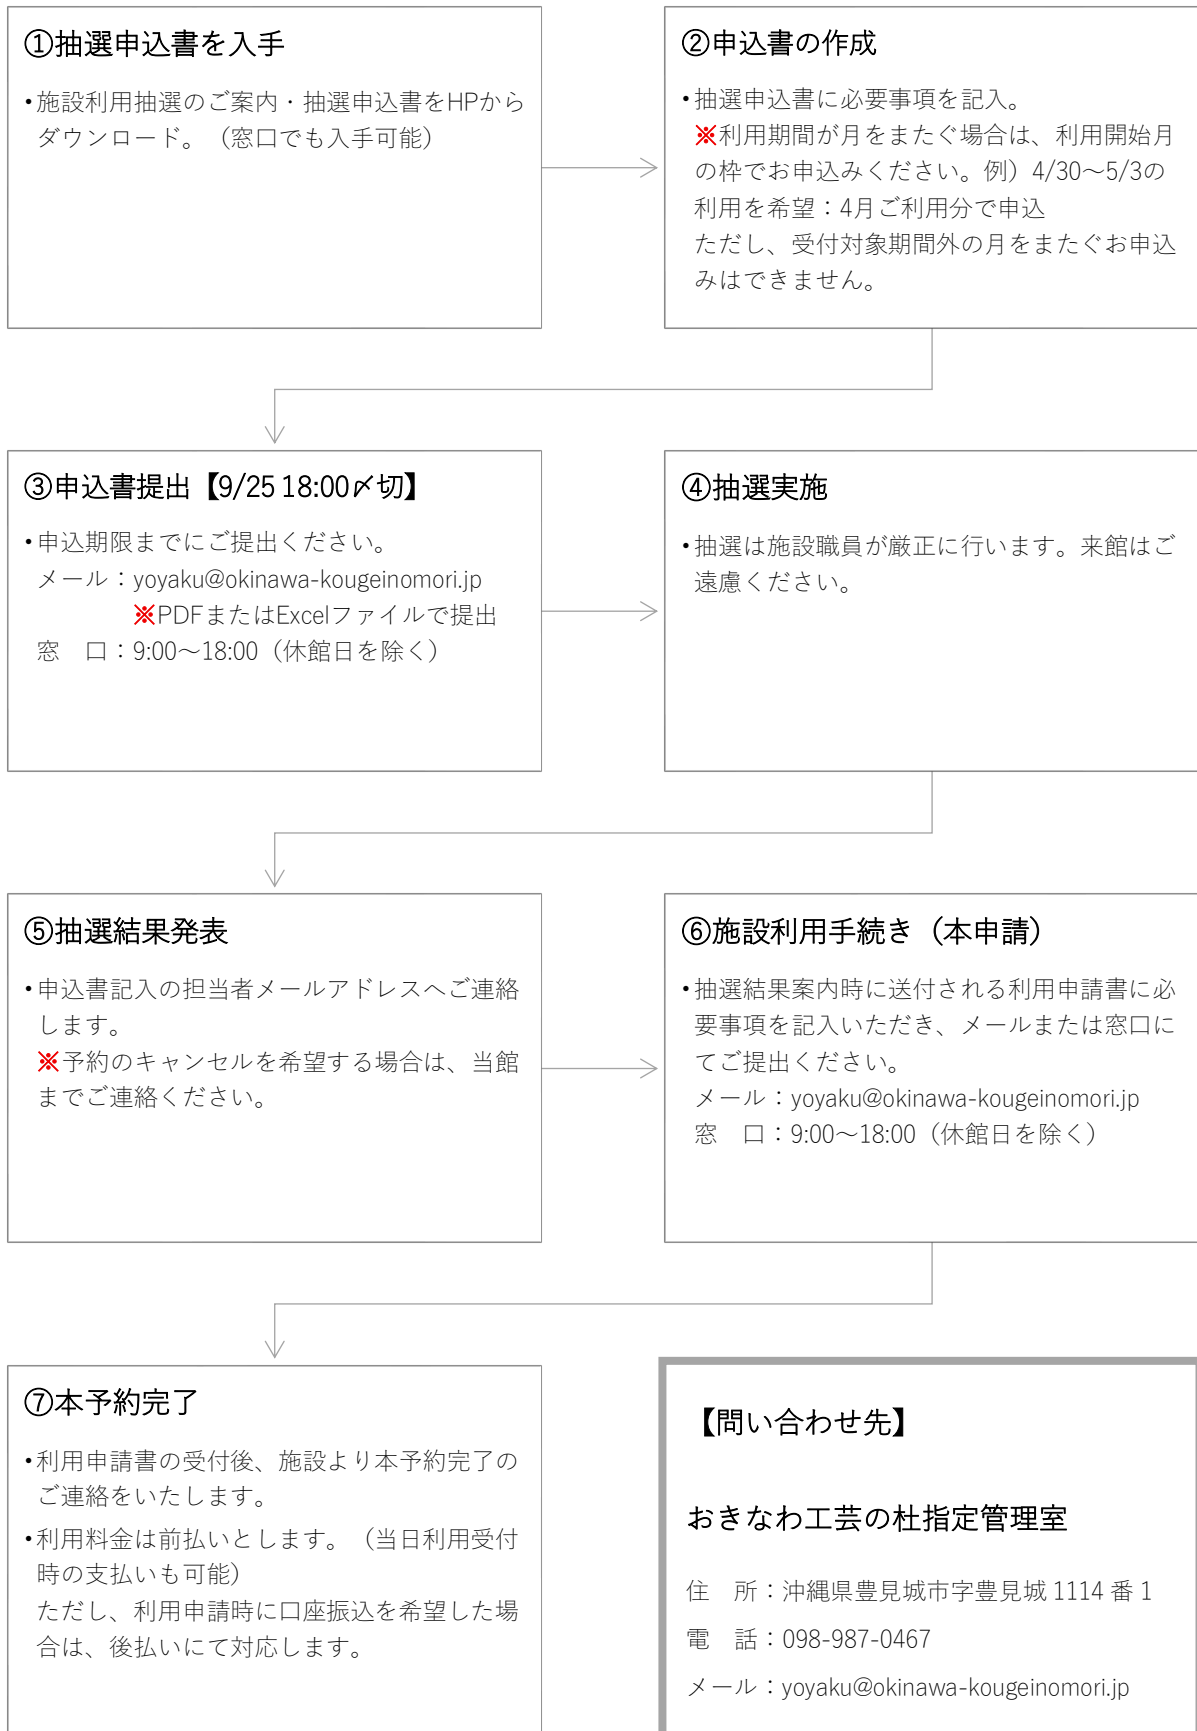 ①抽選申込書を入手
•施設利用抽選のご案内・抽選申込書をHPから
ダウンロード。（窓口でも入手可能）
②申込書の作成
•抽選申込書に必要事項を記入。
※利用期間が月をまたぐ場合は、利用開始月
の枠でお申込みください。例）4/30～5/3の
利用を希望：4月ご利用分で申込
ただし、受付対象期間外の月をまたぐお申込
みはできません。
③申込書提出【9/25 18:00〆切】
•申込期限までにご提出ください。
メール：yoyaku@okinawa-kougeinomori.jp
※PDFまたはExcelファイルで提出
窓　口：9:00～18:00（休館日を除く）
④抽選実施
•抽選は施設職員が厳正に行います。来館はご
遠慮ください。
⑤抽選結果発表
•申込書記入の担当者メールアドレスへご連絡
します。
※予約のキャンセルを希望する場合は、当館
までご連絡ください。
⑥施設利用手続き（本申請）
•抽選結果案内時に送付される利用申請書に必
要事項を記入いただき、メールまたは窓口に
てご提出ください。
メール：yoyaku@okinawa-kougeinomori.jp
窓　口：9:00～18:00（休館日を除く）
⑦本予約完了
•利用申請書の受付後、施設より本予約完了の
ご連絡をいたします。
•利用料金は前払いとします。（当日利用受付
時の支払いも可能）
ただし、利用申請時に口座振込を希望した場
合は、後払いにて対応します。
【問い合わせ先】
おきなわ工芸の杜指定管理室
住　所：沖縄県豊見城市字豊見城 1114 番 1
電　話：098-987-0467
メール：yoyaku@okinawa-kougeinomori.jp